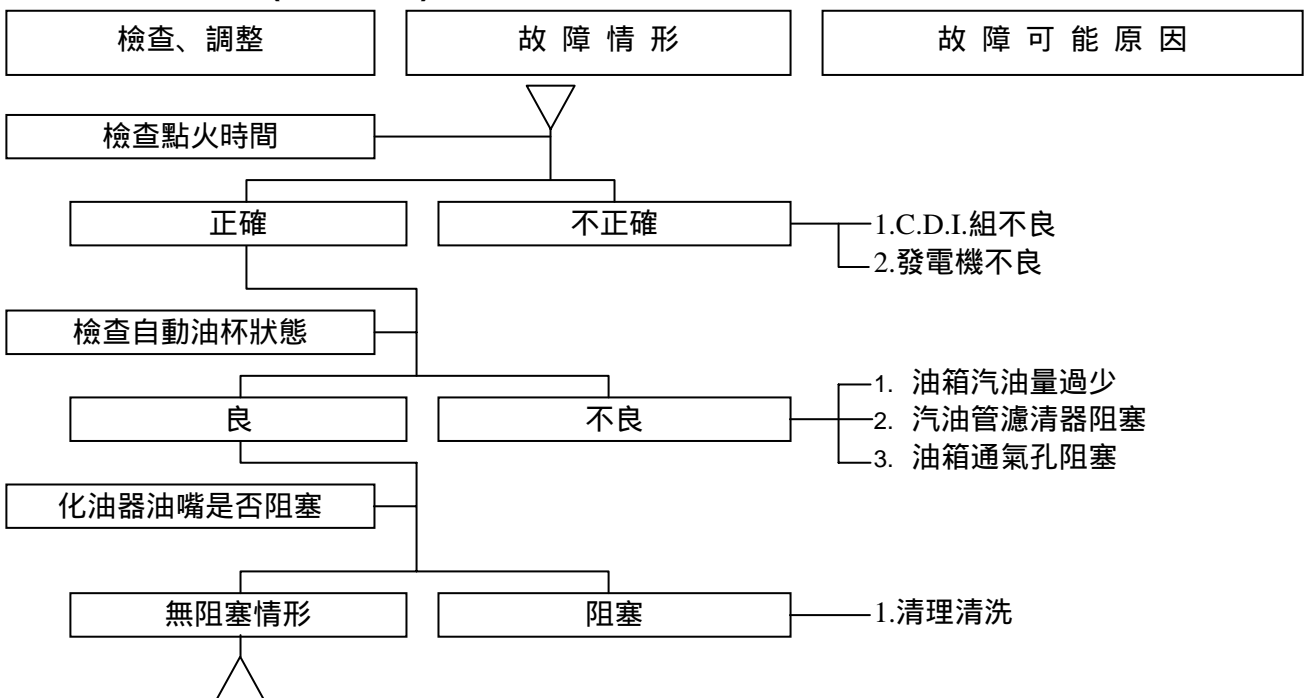 檢查、調整
故障情形
故障可能原因
檢查點火時間
正確
不正確
1.C.D.I.組不良
2.發電機不良
檢查自動油杯狀態
良
不良
1. 油箱汽油量過少
2. 汽油管濾清器阻塞
3. 油箱通氣孔阻塞
化油器油嘴是否阻塞
無阻塞情形
阻塞
1.清理清洗